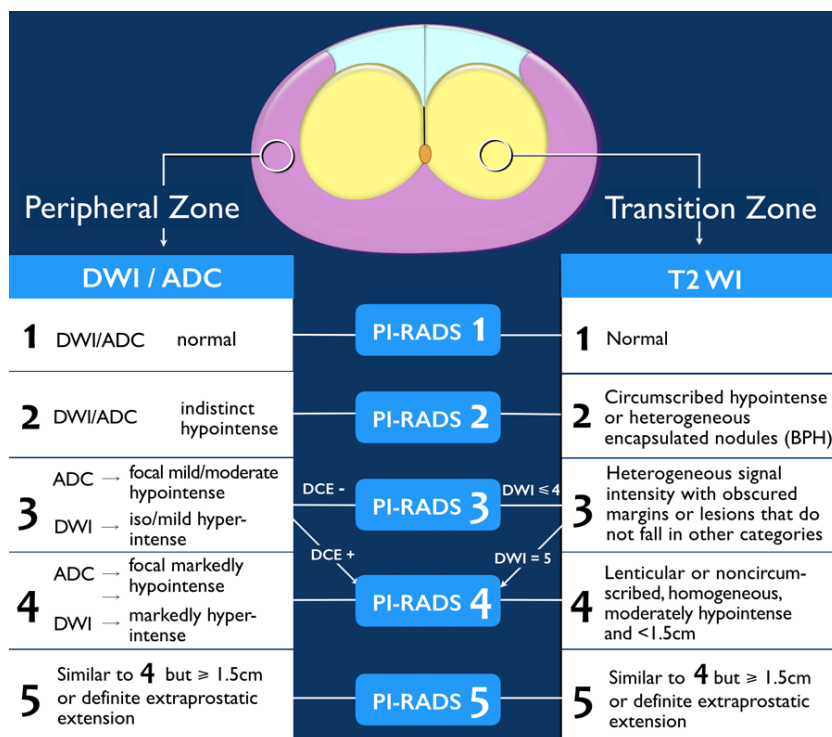 Peripheral Zone
Transition Zone
DWI / ADC
T2 WI
1 DWI/ADC normal
PI-RADS 1
1 Normal
2 DWI/ADC indistinct
hypointense
PI-RADS 2
2 Circumscribed hypointense
or heterogeneous
encapsulated nodules (BPH)
3 ADC → focal mild/moderate
hypointense
DWI → iso/mild hyper-
intense
DCE -
DCE +
PI-RADS 3
DWI ≤ 4
DWI = 5
3 Heterogeneous signal
intensity with obscured
margins or lesions that do
not fall in other categories
4 ADC → focal markedly
→ hypointense
DWI → markedly hyper-
intense
PI-RADS 4
4 Lenticular or noncircum-
scribed, homogeneous,
moderately hypointense
and <1.5cm
5 Similar to 4 but ≥ 1.5cm
or definite extraprostatic
extension
PI-RADS 5
5 Similar to 4 but ≥ 1.5cm
or definite extraprostatic
extension